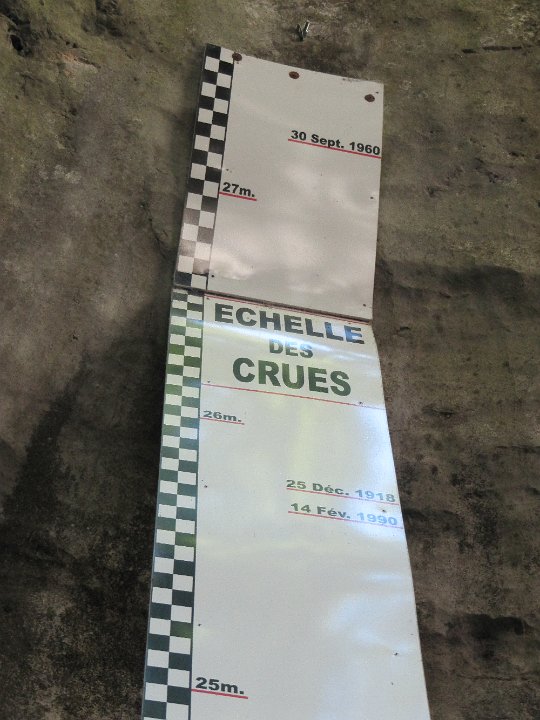 30 Sept. 1960
27m.
ECHELLE
DES
CRUES
26m.
25 Déc. 1918
14 Fév. 1990
25m.